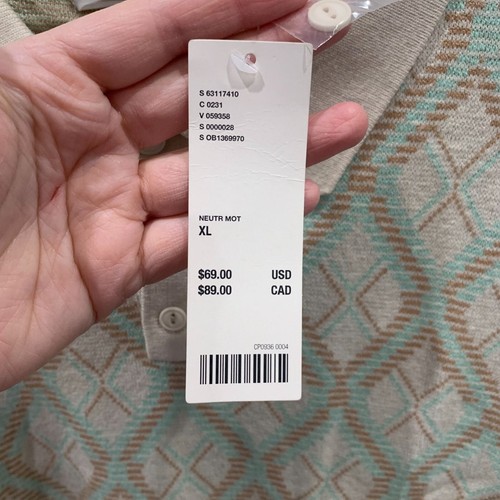 S 63117410
C 0231
V 059358
S 0000028
S OB1369970
NEUTR MOT
XL
$69.00 USD
$89.00 CAD
CP0936 0004